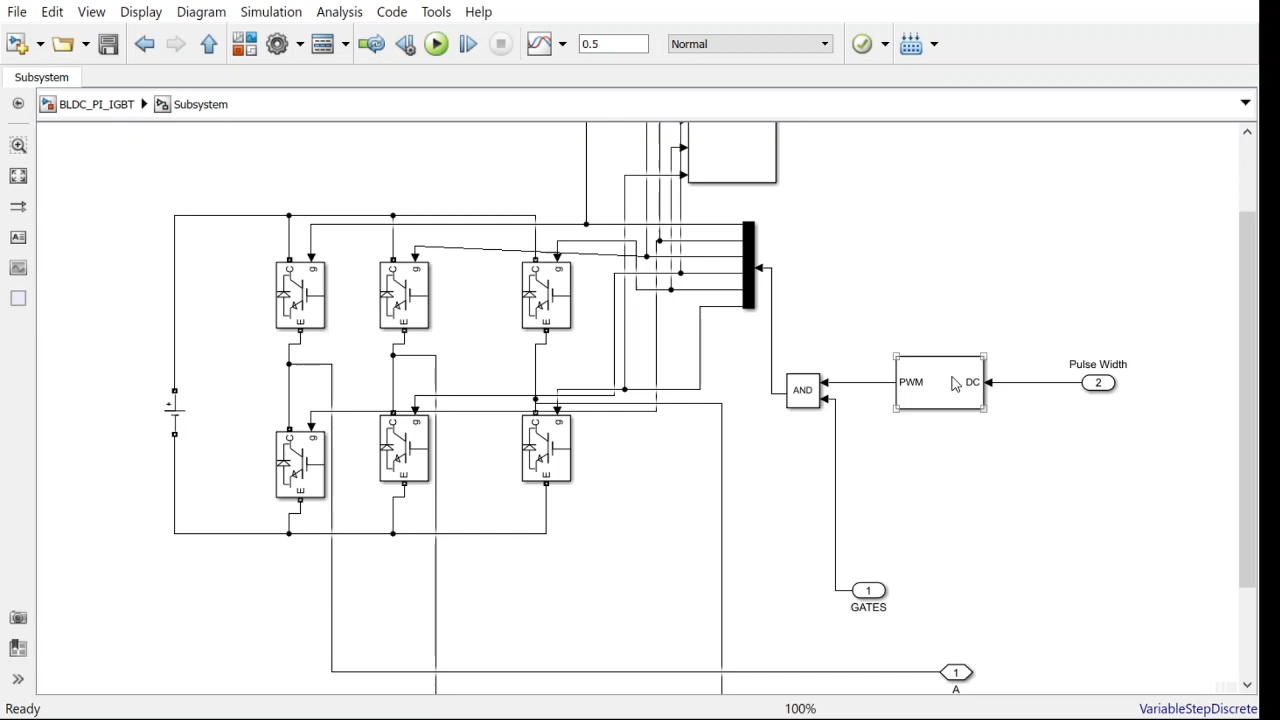 File Edit View Display Diagram Simulation Analysis Code Tools Help
0.5 Normal
Subsystem
BLDC_PI_IGBT Subsystem
C g C g C g
E E E
Pulse Width
PWM DC 2
AND
+
C g C g C g
E E E
1
GATES
1
A
Ready 100% VariableStepDiscrete